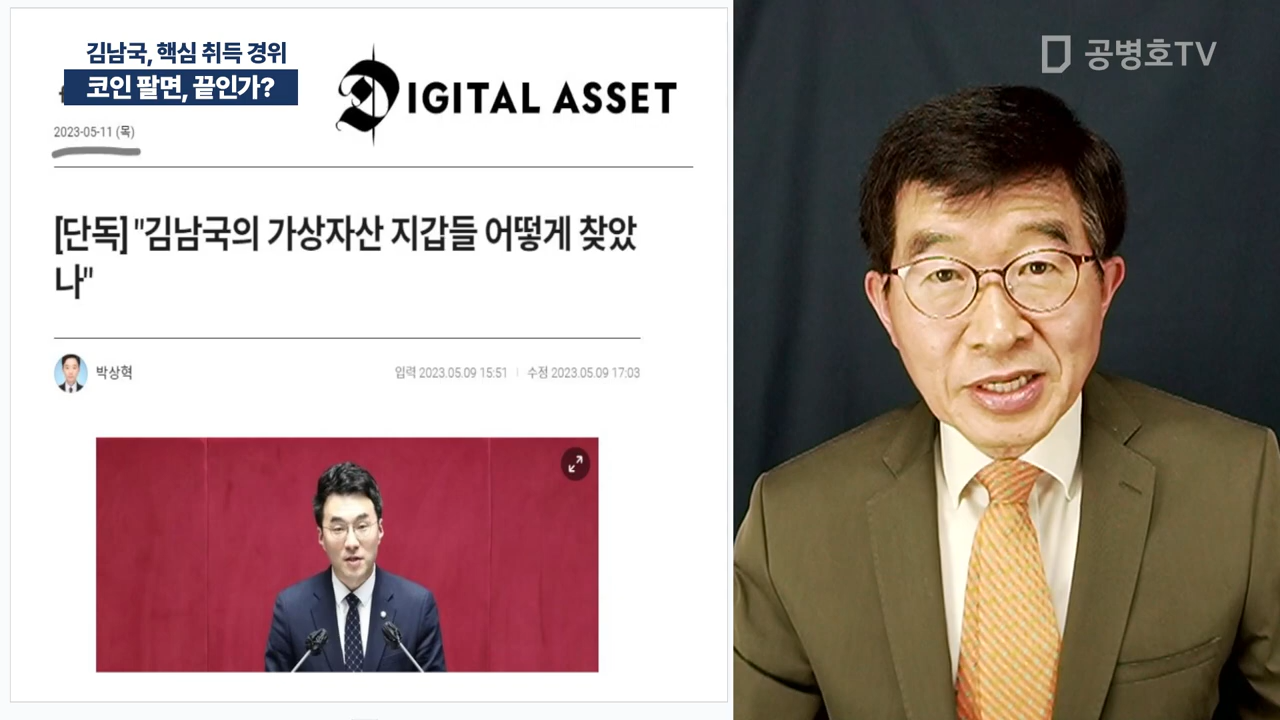 김남국, 핵심 취득 경위
코인 팔면, 끝인가?
DIGITAL ASSET
2023-05-11 (목)
[단독] "김남국의 가상자산 지갑들 어떻게 찾았
나"
박상혁
입력 2023.05.09 15:51 | 수정 2023.05.09 17:03
공병호TV